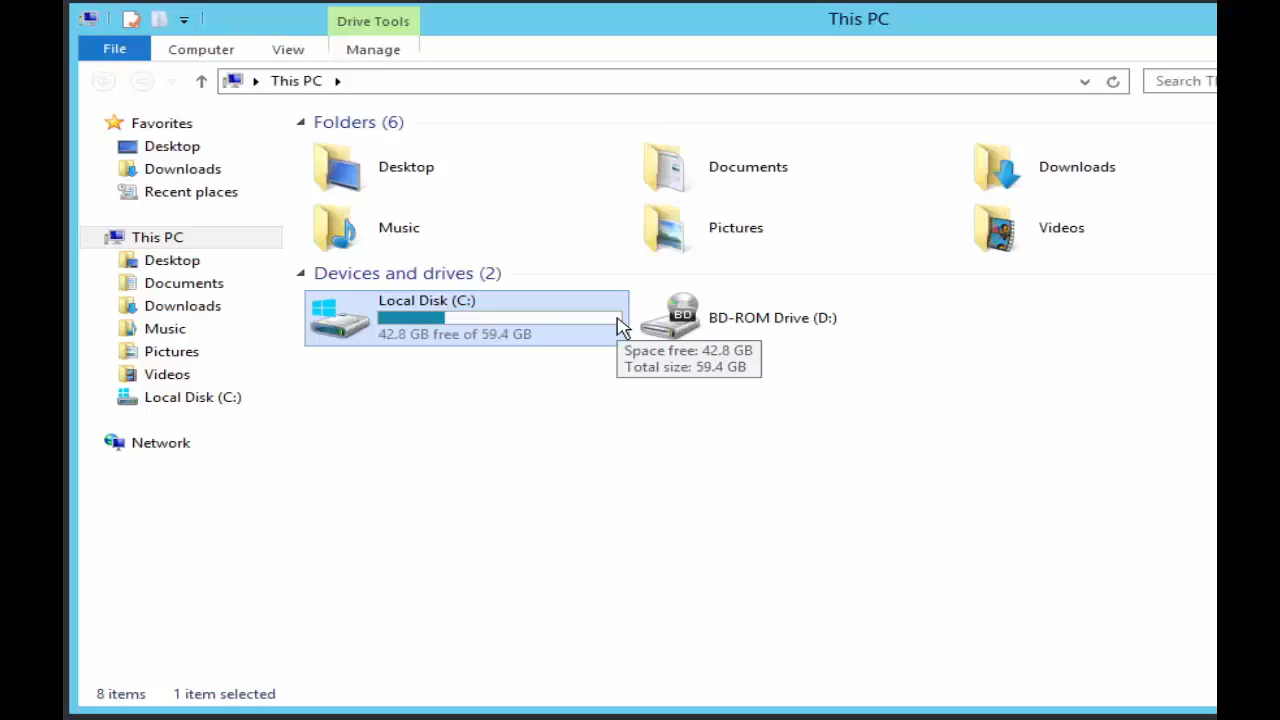 Drive Tools
This PC
File
Computer
View
Manage
This PC
Search T
Favorites
Desktop
Downloads
Recent places
This PC
Desktop
Documents
Downloads
Music
Pictures
Videos
Local Disk (C:)
Network
Folders (6)
Desktop
Documents
Downloads
Music
Pictures
Videos
Devices and drives (2)
Local Disk (C:)
42.8 GB free of 59.4 GB
BD
BD-ROM Drive (D:)
Space free: 42.8 GB
Total size: 59.4 GB
8 items
1 item selected